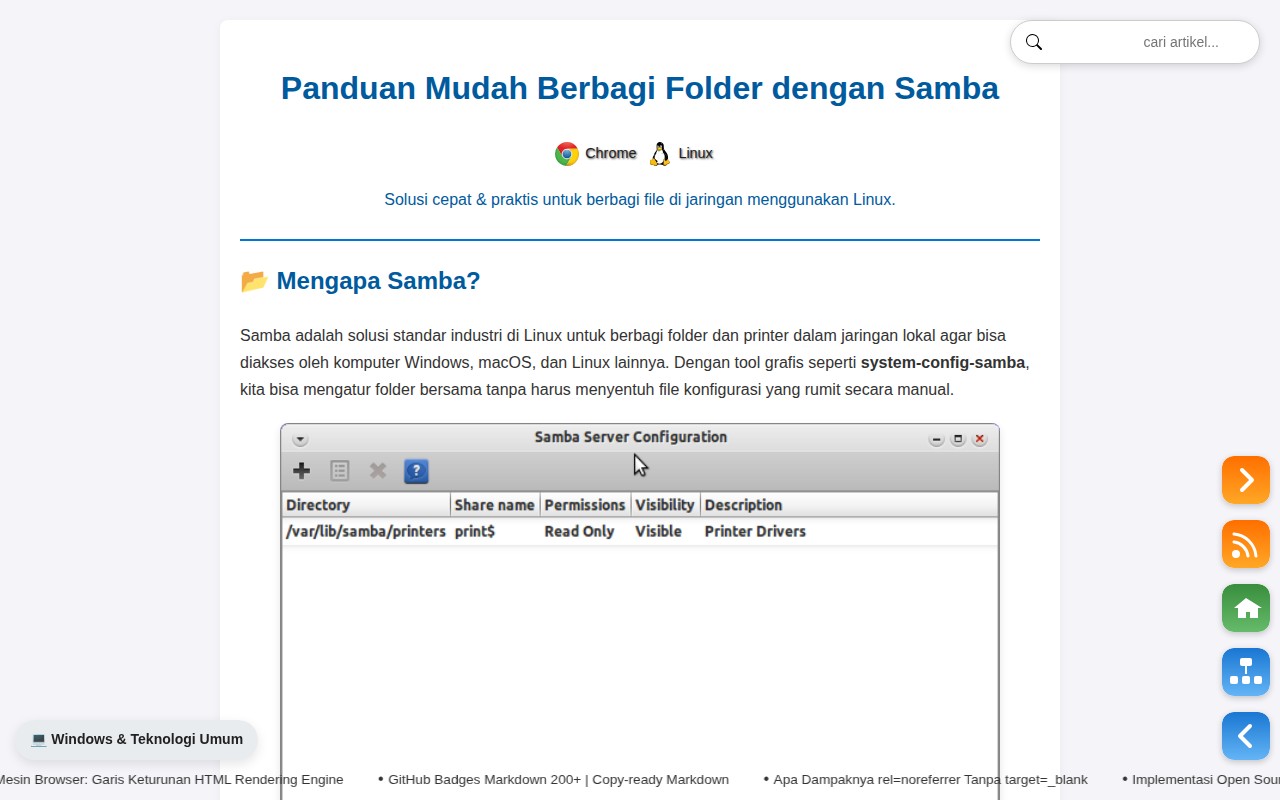 cari artikel...
Panduan Mudah Berbagi Folder dengan Samba
Chrome Linux
Solusi cepat & praktis untuk berbagi file di jaringan menggunakan Linux.
📂 Mengapa Samba?
Samba adalah solusi standar industri di Linux untuk berbagi folder dan printer dalam jaringan lokal agar bisa
diakses oleh komputer Windows, macOS, dan Linux lainnya. Dengan tool grafis seperti system-config-samba,
kita bisa mengatur folder bersama tanpa harus menyentuh file konfigurasi yang rumit secara manual.
Samba Server Configuration
Directory Share name Permissions Visibility Description
/var/lib/samba/printers print$ Read Only Visible Printer Drivers
💻 Windows & Teknologi Umum
Mesin Browser: Garis Keturunan HTML Rendering Engine • GitHub Badges Markdown 200+ | Copy-ready Markdown • Apa Dampaknya rel=noreferrer Tanpa target=_blank • Implementasi Open